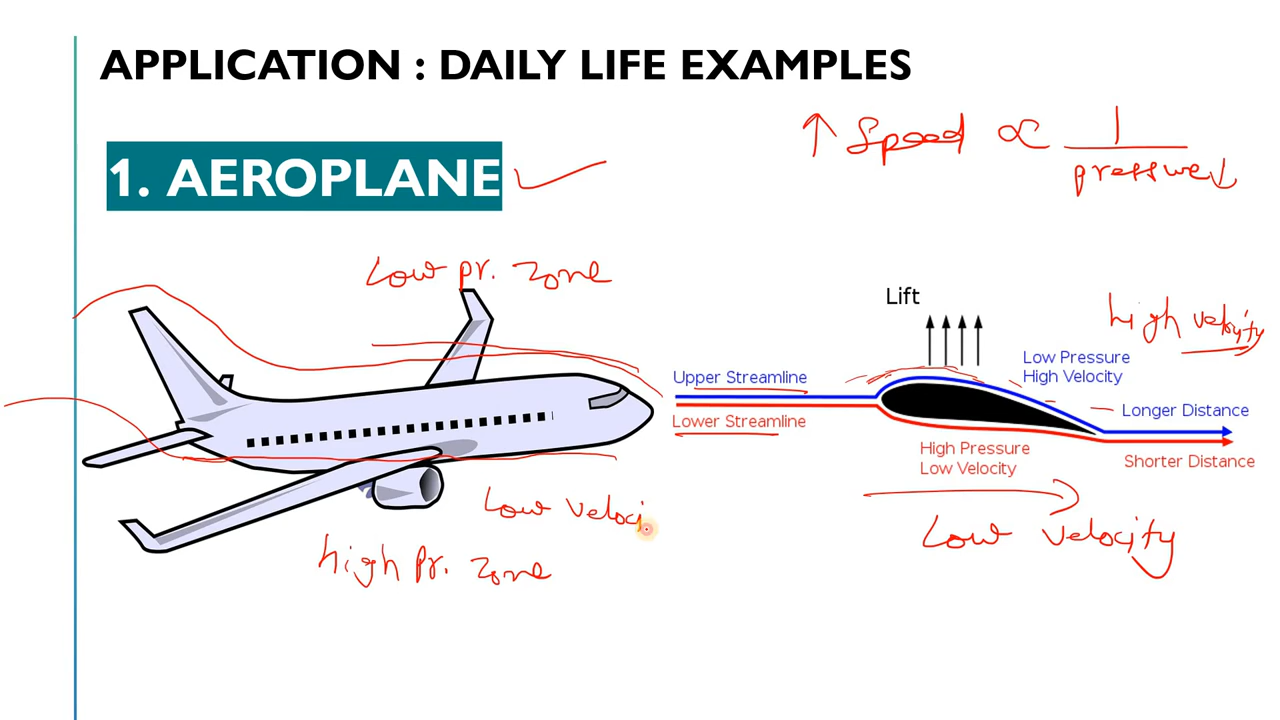 APPLICATION : DAILY LIFE EXAMPLES
↑ Speed ∝ 1 / pressure↓
1. AEROPLANE
Low pr. zone
Lift
high velocity
Low Pressure
High Velocity
Upper Streamline
Longer Distance
Lower Streamline
High Pressure
Low Velocity
Shorter Distance
Low veloci
Low velocity
high pr. zone